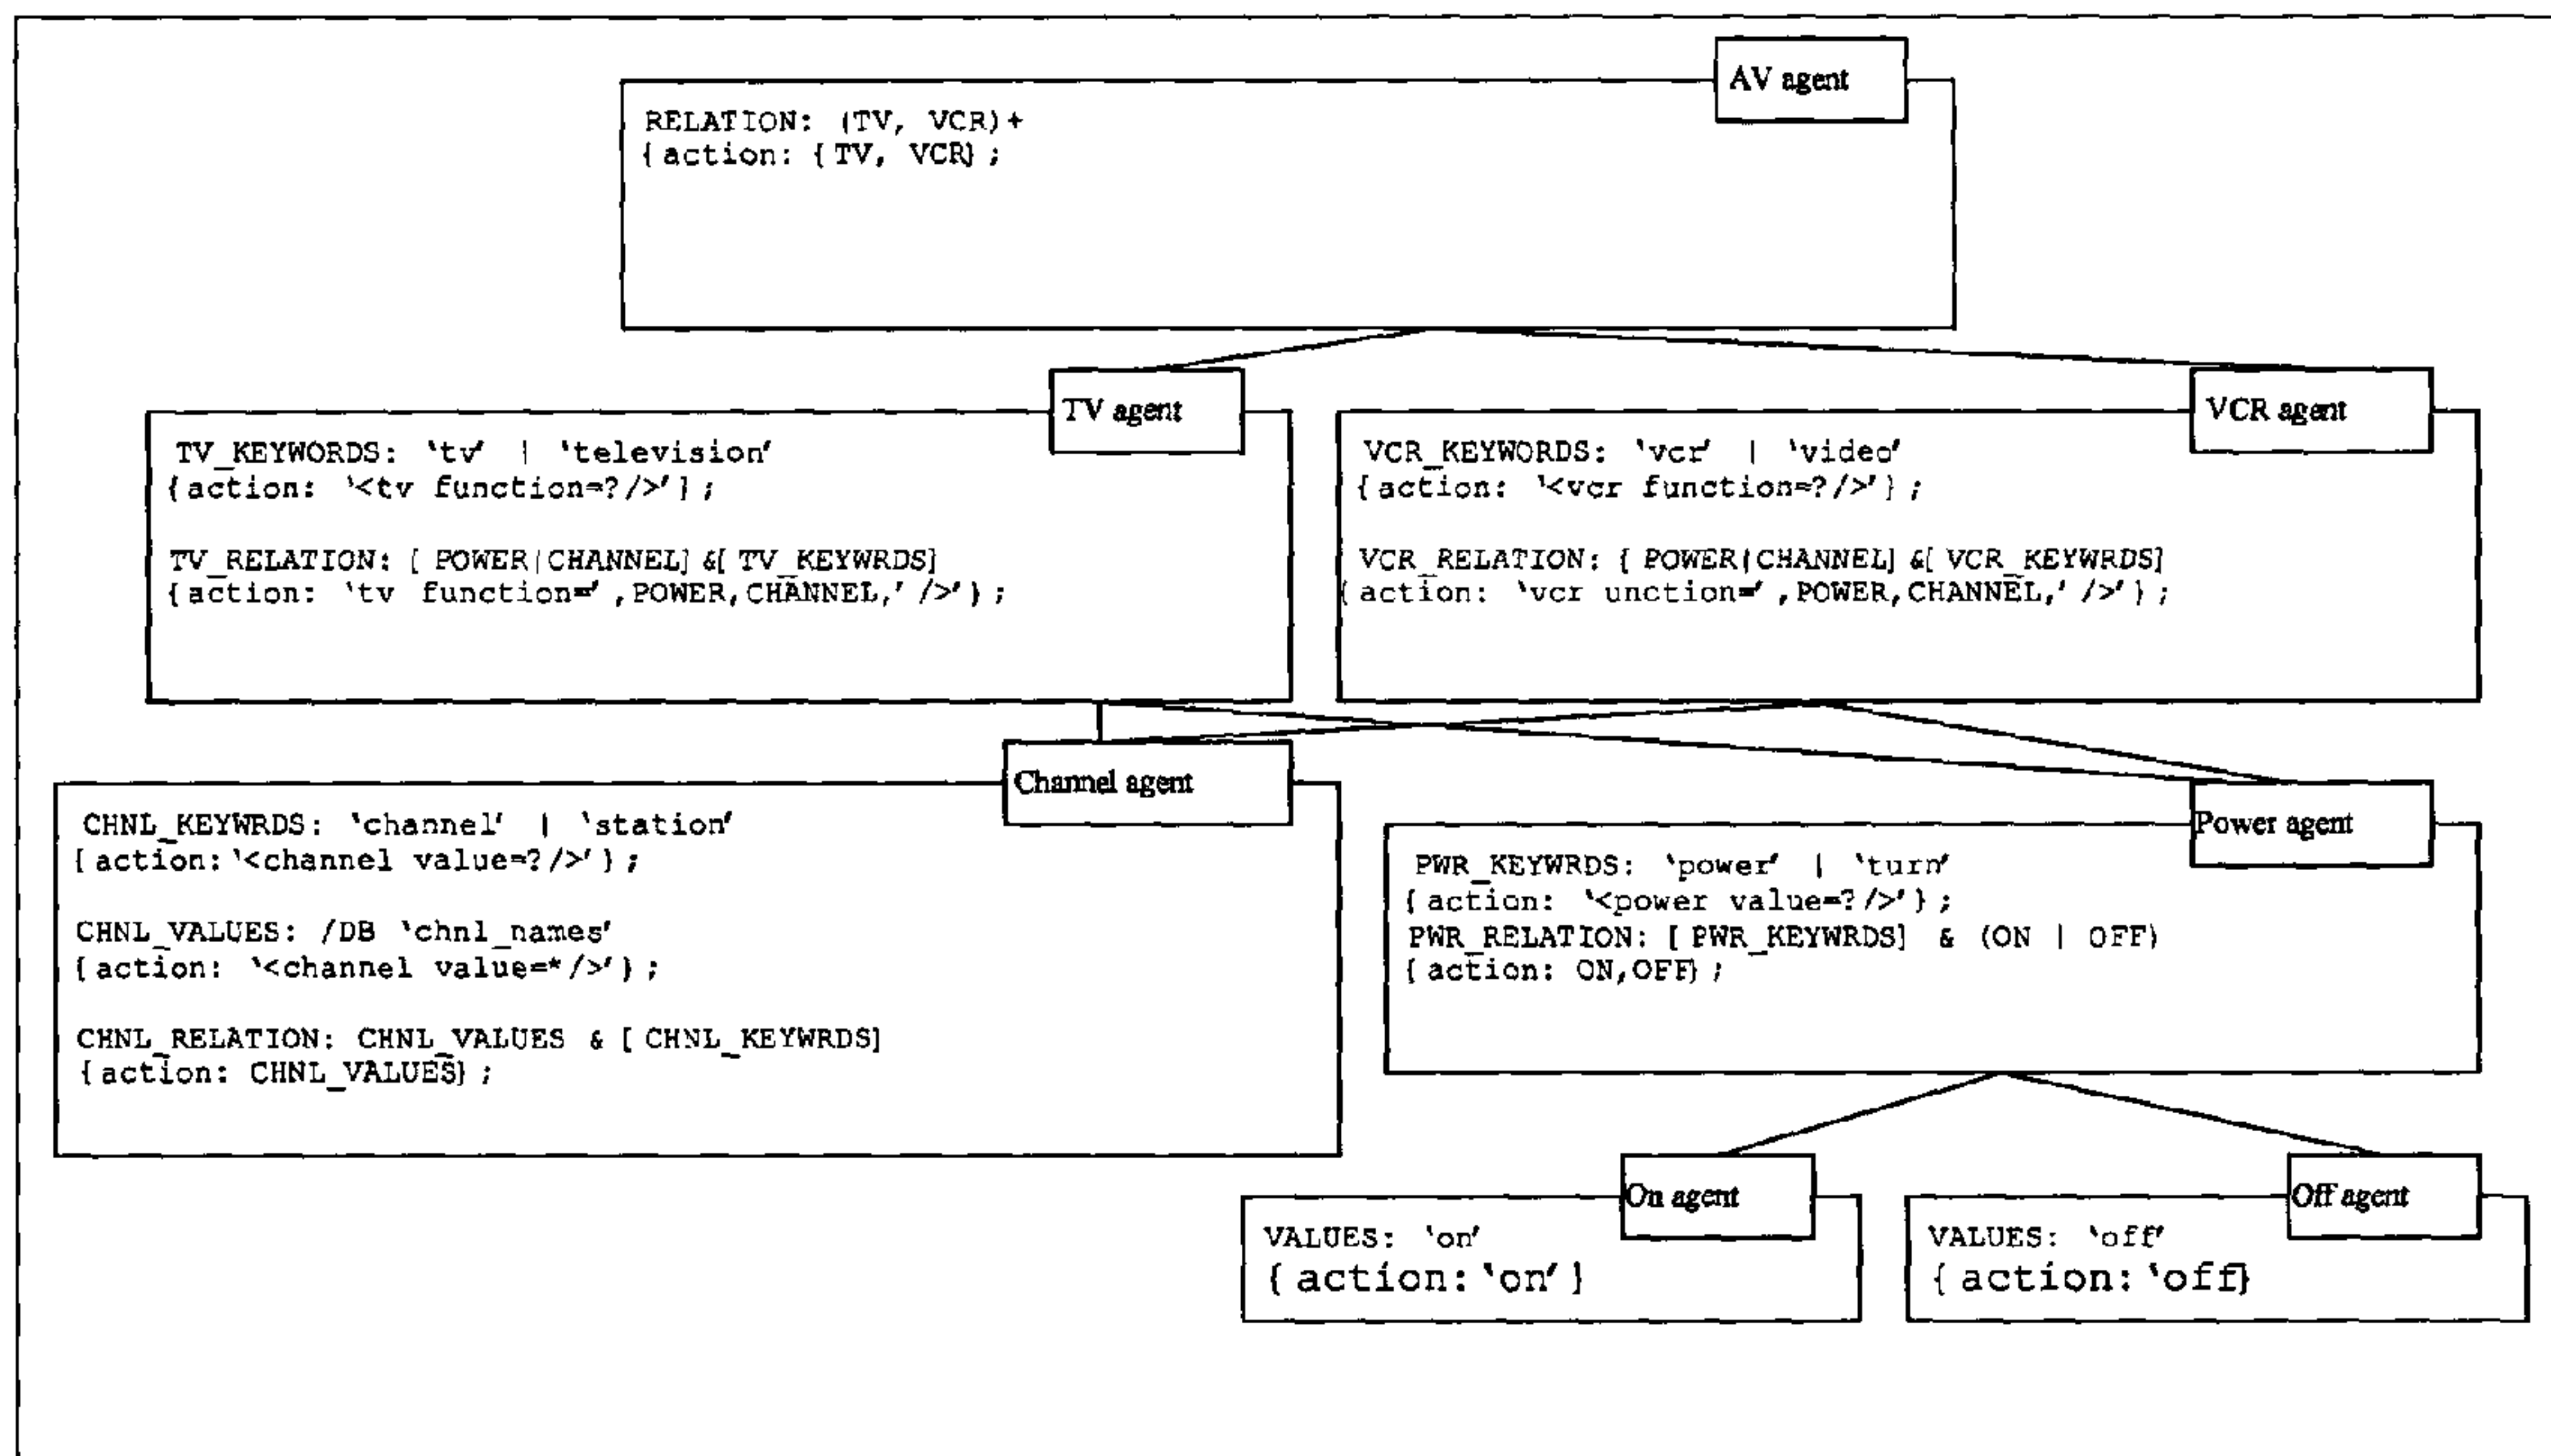 AV agent
RELATION: (TV, VCR)+
{action: {TV, VCR};
TV agent
TV_KEYWORDS: 'tv' | 'television'
{action: '<tv function=?/>'};
TV_RELATION: [POWER|CHANNEL]&[TV_KEYWRDS]
{action: 'tv function=',POWER,CHANNEL,'/>'};
VCR agent
VCR_KEYWORDS: 'vcr' | 'video'
{action: '<vcr function=?/>'};
VCR_RELATION: {POWER|CHANNEL]&[VCR_KEYWRDS]
{action: 'vcr unction=',POWER,CHANNEL,'/>'};
Channel agent
CHNL_KEYWRDS: 'channel' | 'station'
{action:'<channel value=?/>'};
CHNL_VALUES: /DB 'chnl_names'
{action: '<channel value=*/>'};
CHNL_RELATION: CHNL_VALUES & [CHNL_KEYWRDS]
{action: CHNL_VALUES};
Power agent
PWR_KEYWRDS: 'power' | 'turn'
{action: '<power value=?/>'};
PWR_RELATION: [PWR_KEYWRDS] & (ON | OFF)
{action: ON,OFF};
On agent
VALUES: 'on'
{action:'on'}
Off agent
VALUES: 'off'
{action:'off}